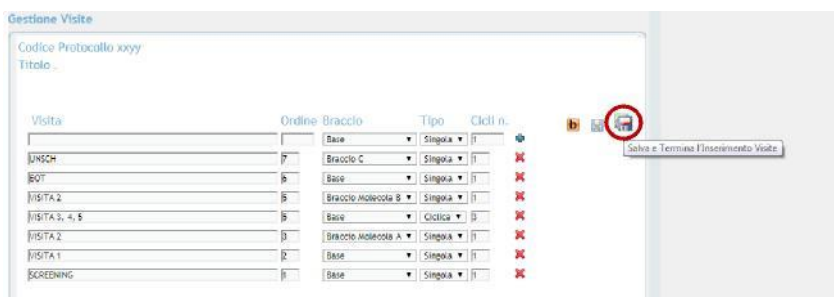 Gestione Visite
Codice Protocollo xxyy
Titolo .
Visita Ordine Braccio Tipo Cicli n.
Base Singola 1
b
Salva e Termina l'Inserimento Visite
UNSCH 7 Braccio C Singola 1
EOT 6 Base Singola 1
VISITA 2 5 Braccio Molecola B Singola 1
VISITA 3, 4, 5 5 Base Ciclica 3
VISITA 2 3 Braccio Molecola A Singola 1
VISITA 1 2 Base Singola 1
SCREENING 1 Base Singola 1